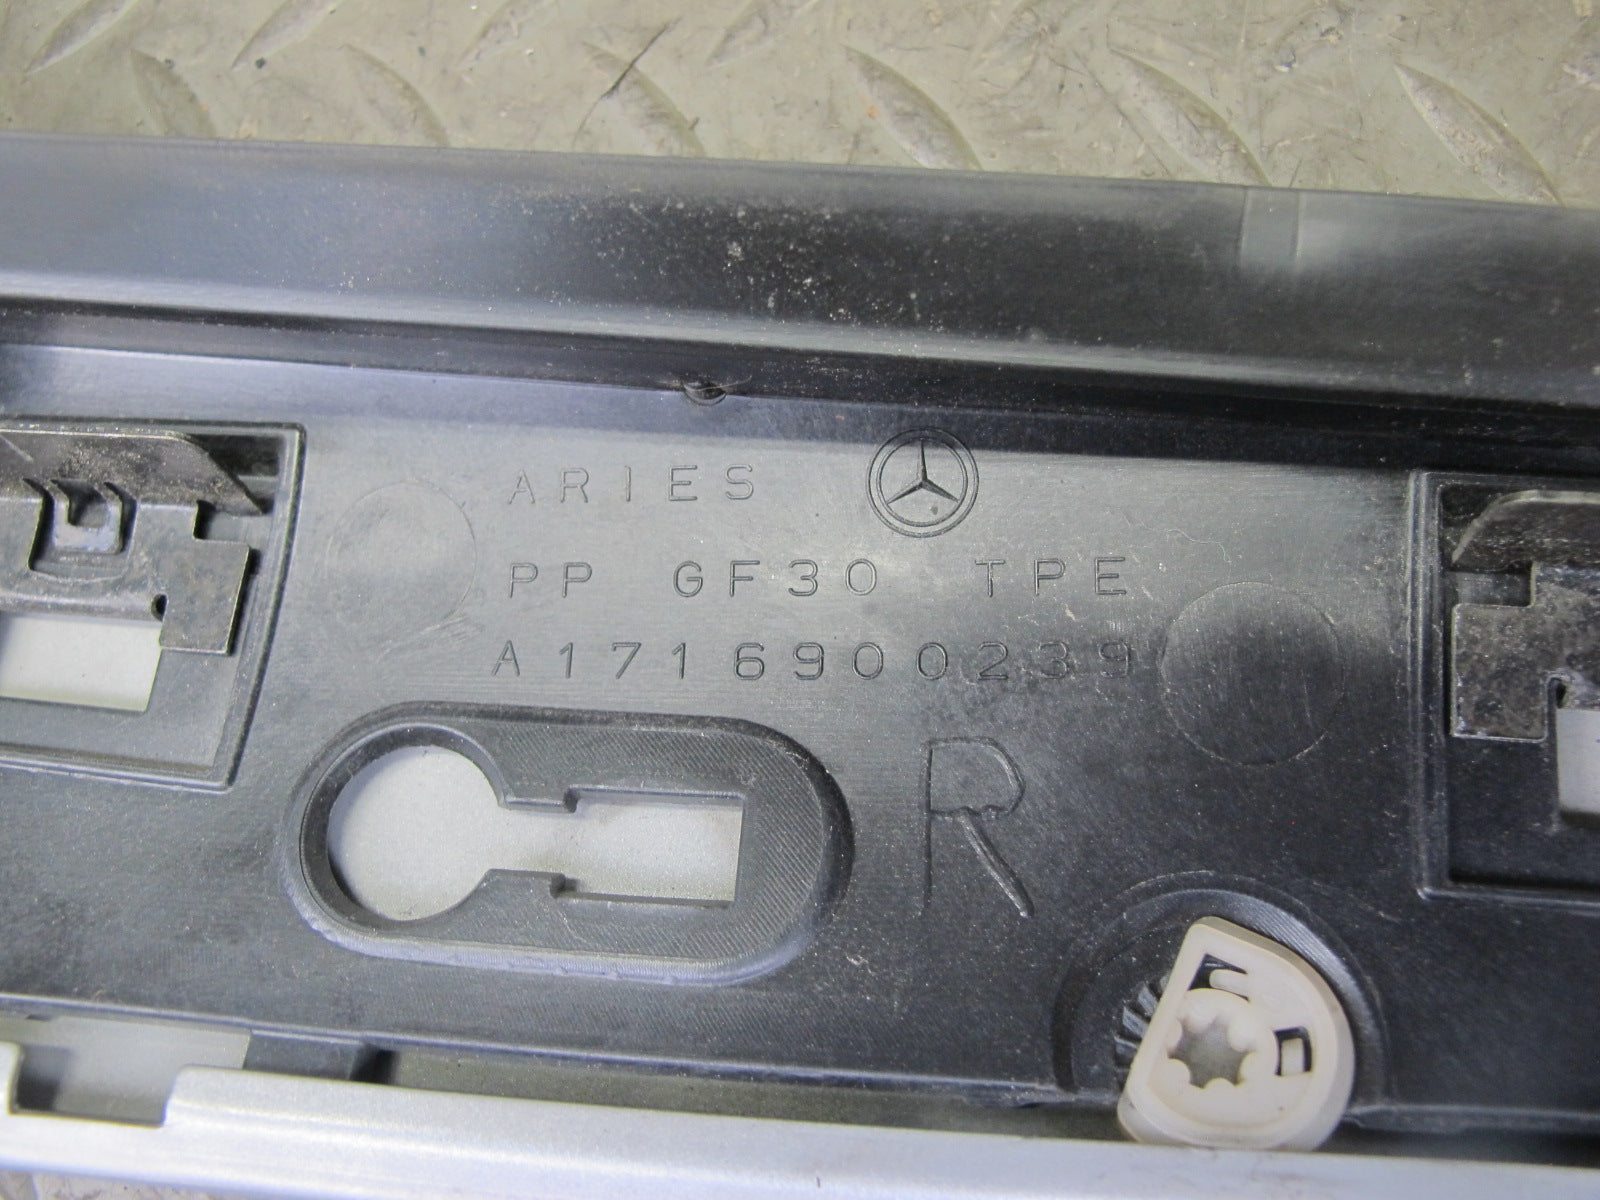 ARIES
PP GF30 TPE
A1716900239
R